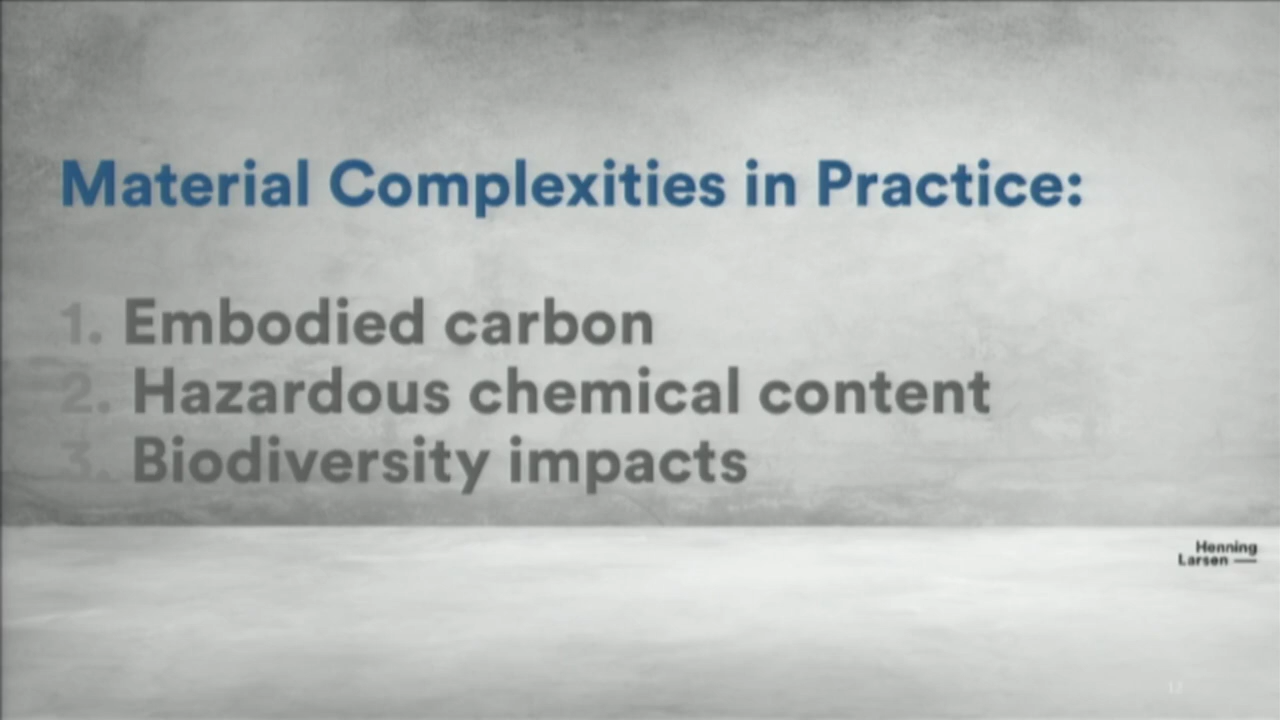 Material Complexities in Practice:
1. Embodied carbon
2. Hazardous chemical content
3. Biodiversity impacts
Henning
Larsen —